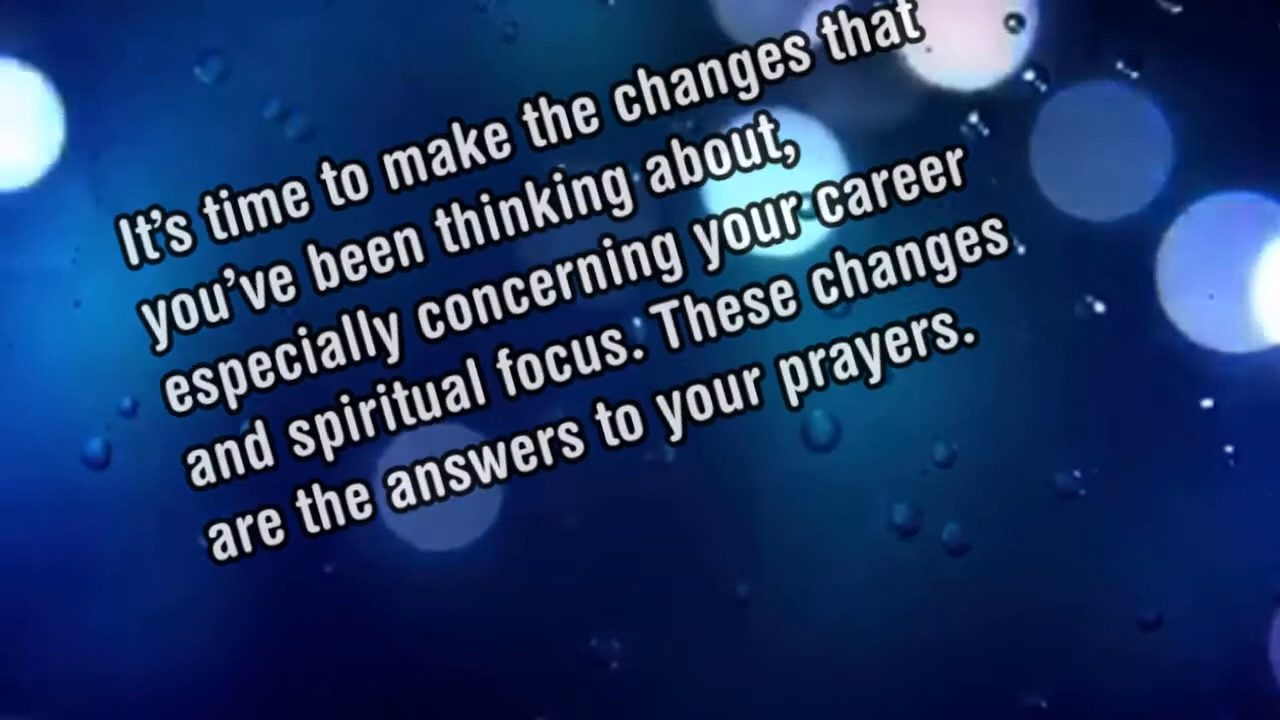 It’s time to make the changes that
you’ve been thinking about,
especially concerning your career
and spiritual focus. These changes
are the answers to your prayers.